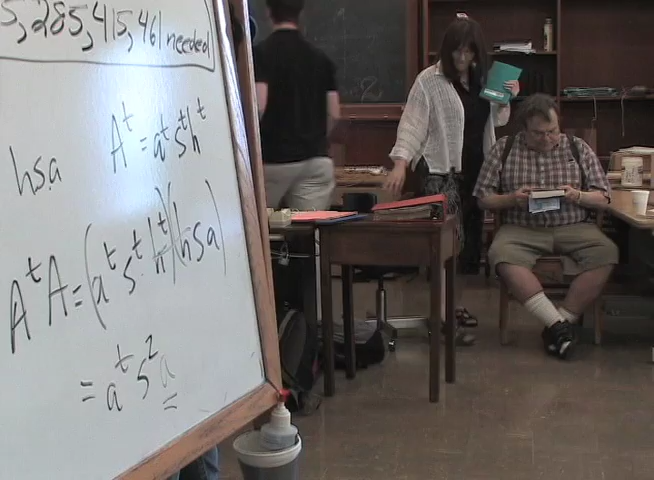 5,285,415,461 needed
hsa A^t = a^t s^t h^t
A^t A = (a^t s^t h^t)(hsa)
= a^t s^2 a